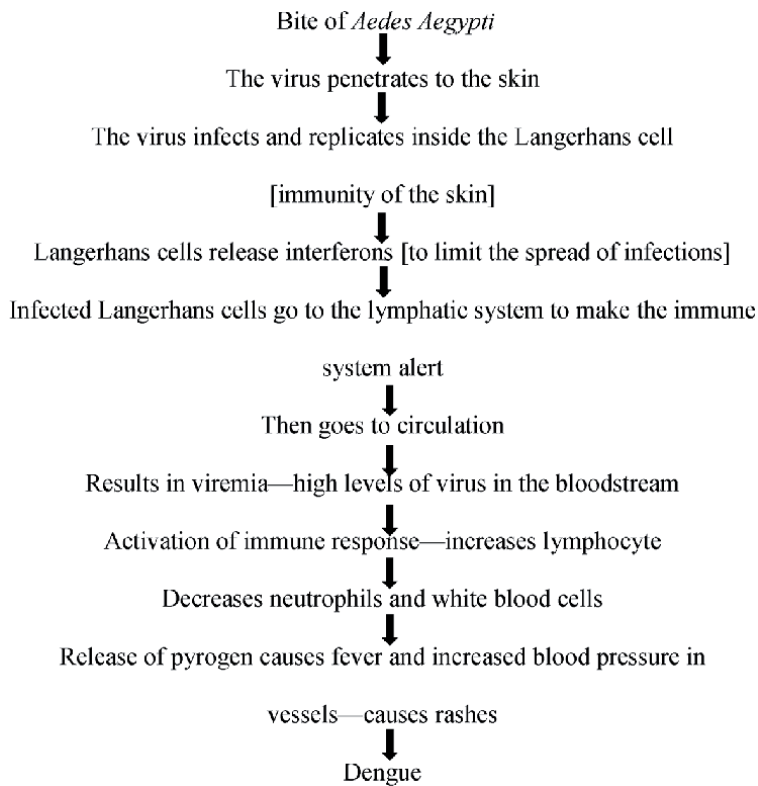 Bite of Aedes Aegypti
The virus penetrates to the skin
The virus infects and replicates inside the Langerhans cell
[immunity of the skin]
Langerhans cells release interferons [to limit the spread of infections]
Infected Langerhans cells go to the lymphatic system to make the immune
system alert
Then goes to circulation
Results in viremia—high levels of virus in the bloodstream
Activation of immune response—increases lymphocyte
Decreases neutrophils and white blood cells
Release of pyrogen causes fever and increased blood pressure in
vessels—causes rashes
Dengue